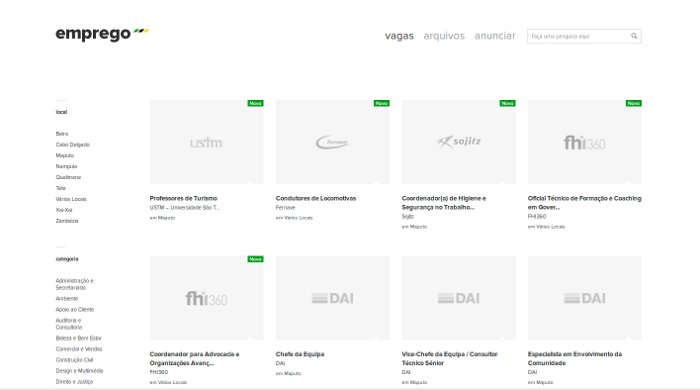 emprego
vagas arquivos anunciar
Faça uma pesquisa aqui
local
Beira
Cabo Delgado
Maputo
Nampula
Quelimane
Tete
Vários Locais
Xai-Xai
Zambézia
categoria
Administração e
Secretariado
Ambiente
Apoio ao Cliente
Auditoria e
Consultoria
Beleza e Bem Estar
Comercial e Vendas
Construção Civil
Design e Multimédia
Direito e Justiça
Novo
ustm
Professores de Turismo
USTM – Universidade São T...
em Maputo
Novo
Fernave
Condutores de Locomotivas
Fernave
em Vários Locais
Novo
sojitz
Coordenador(a) de Higiene e
Segurança no Trabalho...
Sojitz
em Maputo
Novo
fhi360
Oficial Técnico de Formação e Coaching
em Gover...
FHI360
em Vários Locais
Novo
fhi360
Coordenador para Advocacia e
Organizações Avanç...
FHI360
em Vários Locais
DAI
Chefe da Equipa
DAI
em Maputo
DAI
Vice-Chefe da Equipa / Consultor
Técnico Sénior
DAI
em Maputo
DAI
Especialista em Envolvimento da
Comunidade
DAI
em Maputo